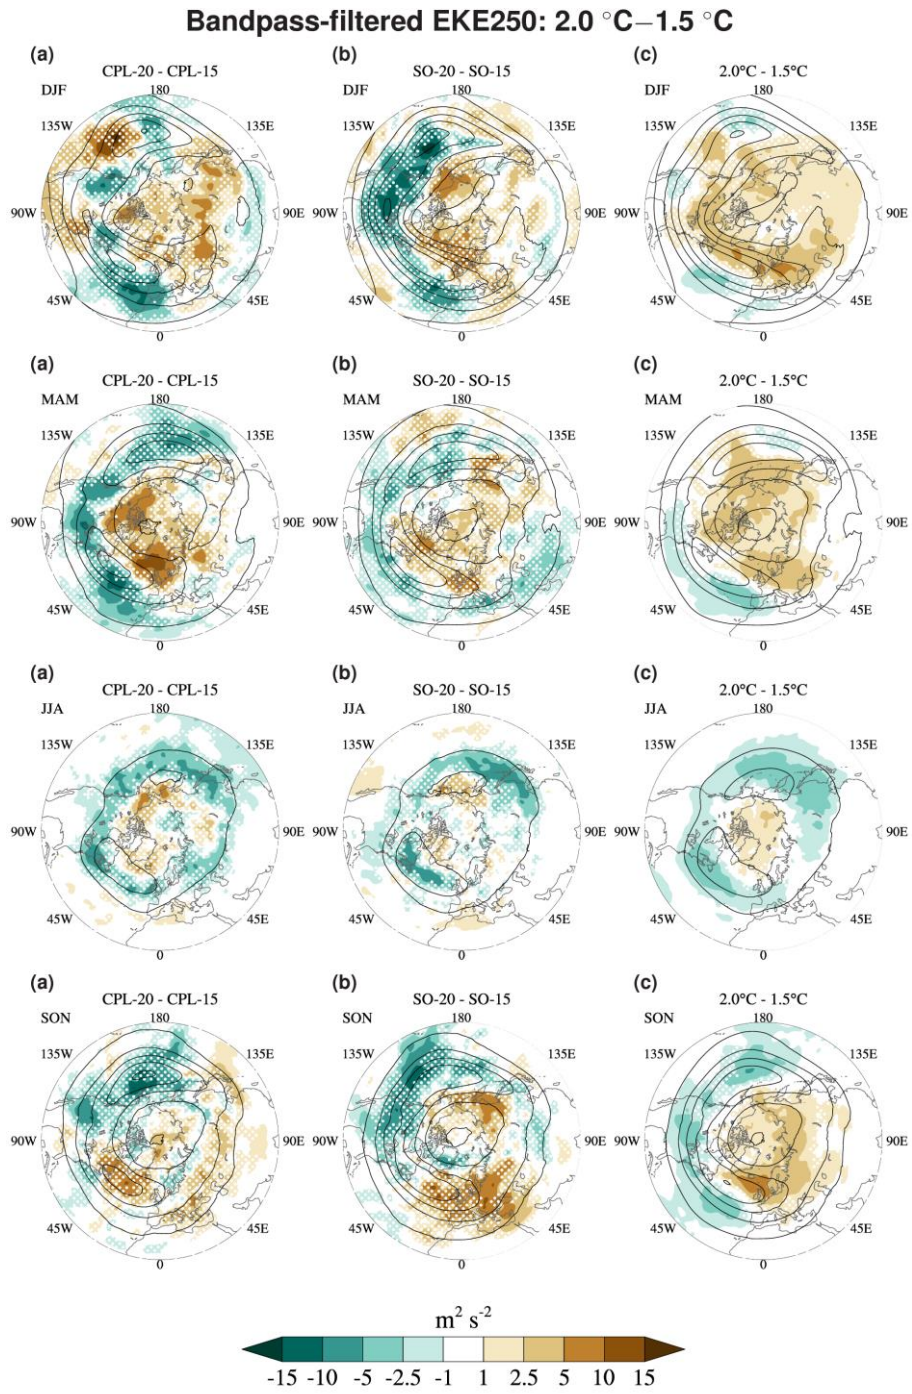 Bandpass-filtered EKE250: 2.0 °C−1.5 °C
(a) (b) (c)
CPL-20 - CPL-15 SO-20 - SO-15 2.0°C - 1.5°C
DJF 180 DJF 180 DJF 180
135W 135E 135W 135E 135W 135E
90W 90E 90W 90E 90W 90E
45W 45E 45W 45E 45W 45E
0 0 0
(a) (b) (c)
CPL-20 - CPL-15 SO-20 - SO-15 2.0°C - 1.5°C
MAM 180 MAM 180 MAM 180
135W 135E 135W 135E 135W 135E
90W 90E 90W 90E 90W 90E
45W 45E 45W 45E 45W 45E
0 0 0
(a) (b) (c)
CPL-20 - CPL-15 SO-20 - SO-15 2.0°C - 1.5°C
JJA 180 JJA 180 JJA 180
135W 135E 135W 135E 135W 135E
90W 90E 90W 90E 90W 90E
45W 45E 45W 45E 45W 45E
0 0 0
(a) (b) (c)
CPL-20 - CPL-15 SO-20 - SO-15 2.0°C - 1.5°C
SON 180 SON 180 SON 180
135W 135E 135W 135E 135W 135E
90W 90E 90W 90E 90W 90E
45W 45E 45W 45E 45W 45E
0 0 0
m² s⁻²
-15 -10 -5 -2.5 -1 1 2.5 5 10 15